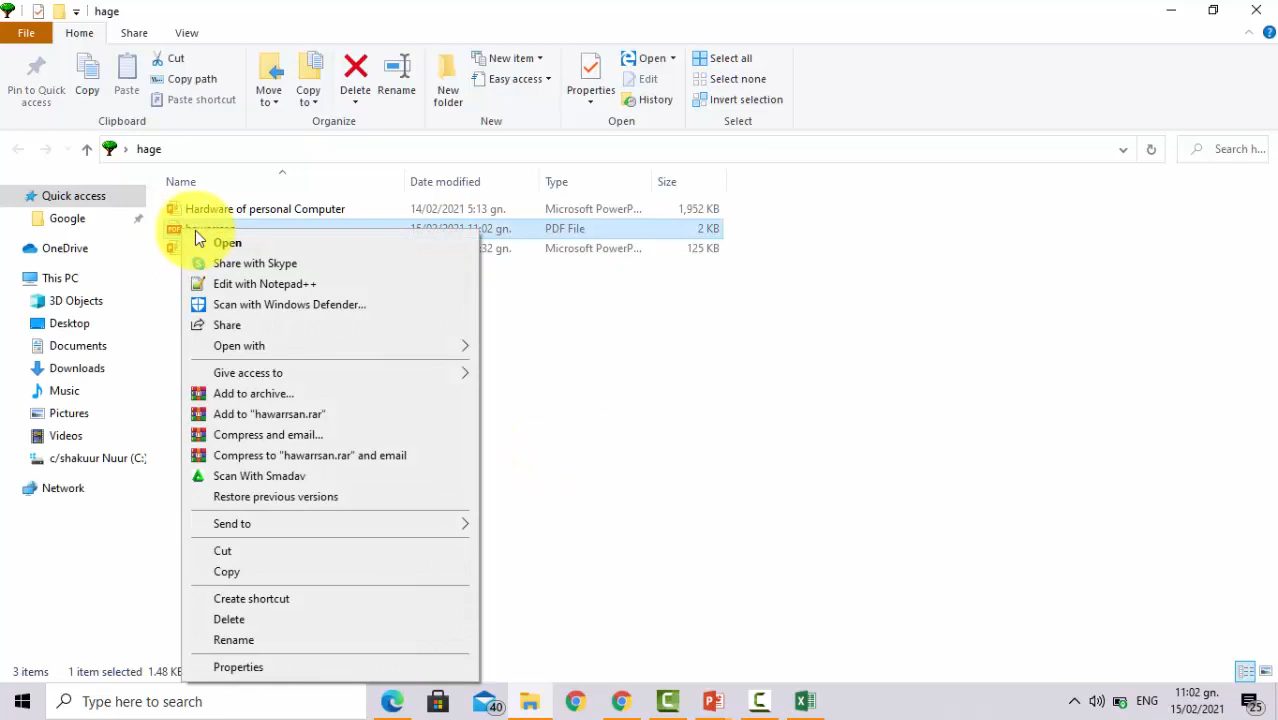 hage
File Home Share View
Pin to Quick access
Copy
Paste
Cut
Copy path
Paste shortcut
Clipboard
Move to
Copy to
Delete
Rename
Organize
New folder
New item
Easy access
New
Properties
Open
Edit
History
Open
Select all
Select none
Invert selection
Select
hage
Search h...
Name Date modified Type Size
Hardware of personal Computer 14/02/2021 5:13 gn. Microsoft PowerP... 1,952 KB
PDF 15/02/2021 11:02 gn. PDF File 2 KB
:32 gn. Microsoft PowerP... 125 KB
Quick access
Google
OneDrive
This PC
3D Objects
Desktop
Documents
Downloads
Music
Pictures
Videos
c/shakuur Nuur (C:)
Network
Open
Share with Skype
Edit with Notepad++
Scan with Windows Defender...
Share
Open with
Give access to
Add to archive...
Add to "hawarrsan.rar"
Compress and email...
Compress to "hawarrsan.rar" and email
Scan With Smadav
Restore previous versions
Send to
Cut
Copy
Create shortcut
Delete
Rename
Properties
3 items 1 item selected 1.48 K
Type here to search
40
ENG
11:02 gn.
15/02/2021
25